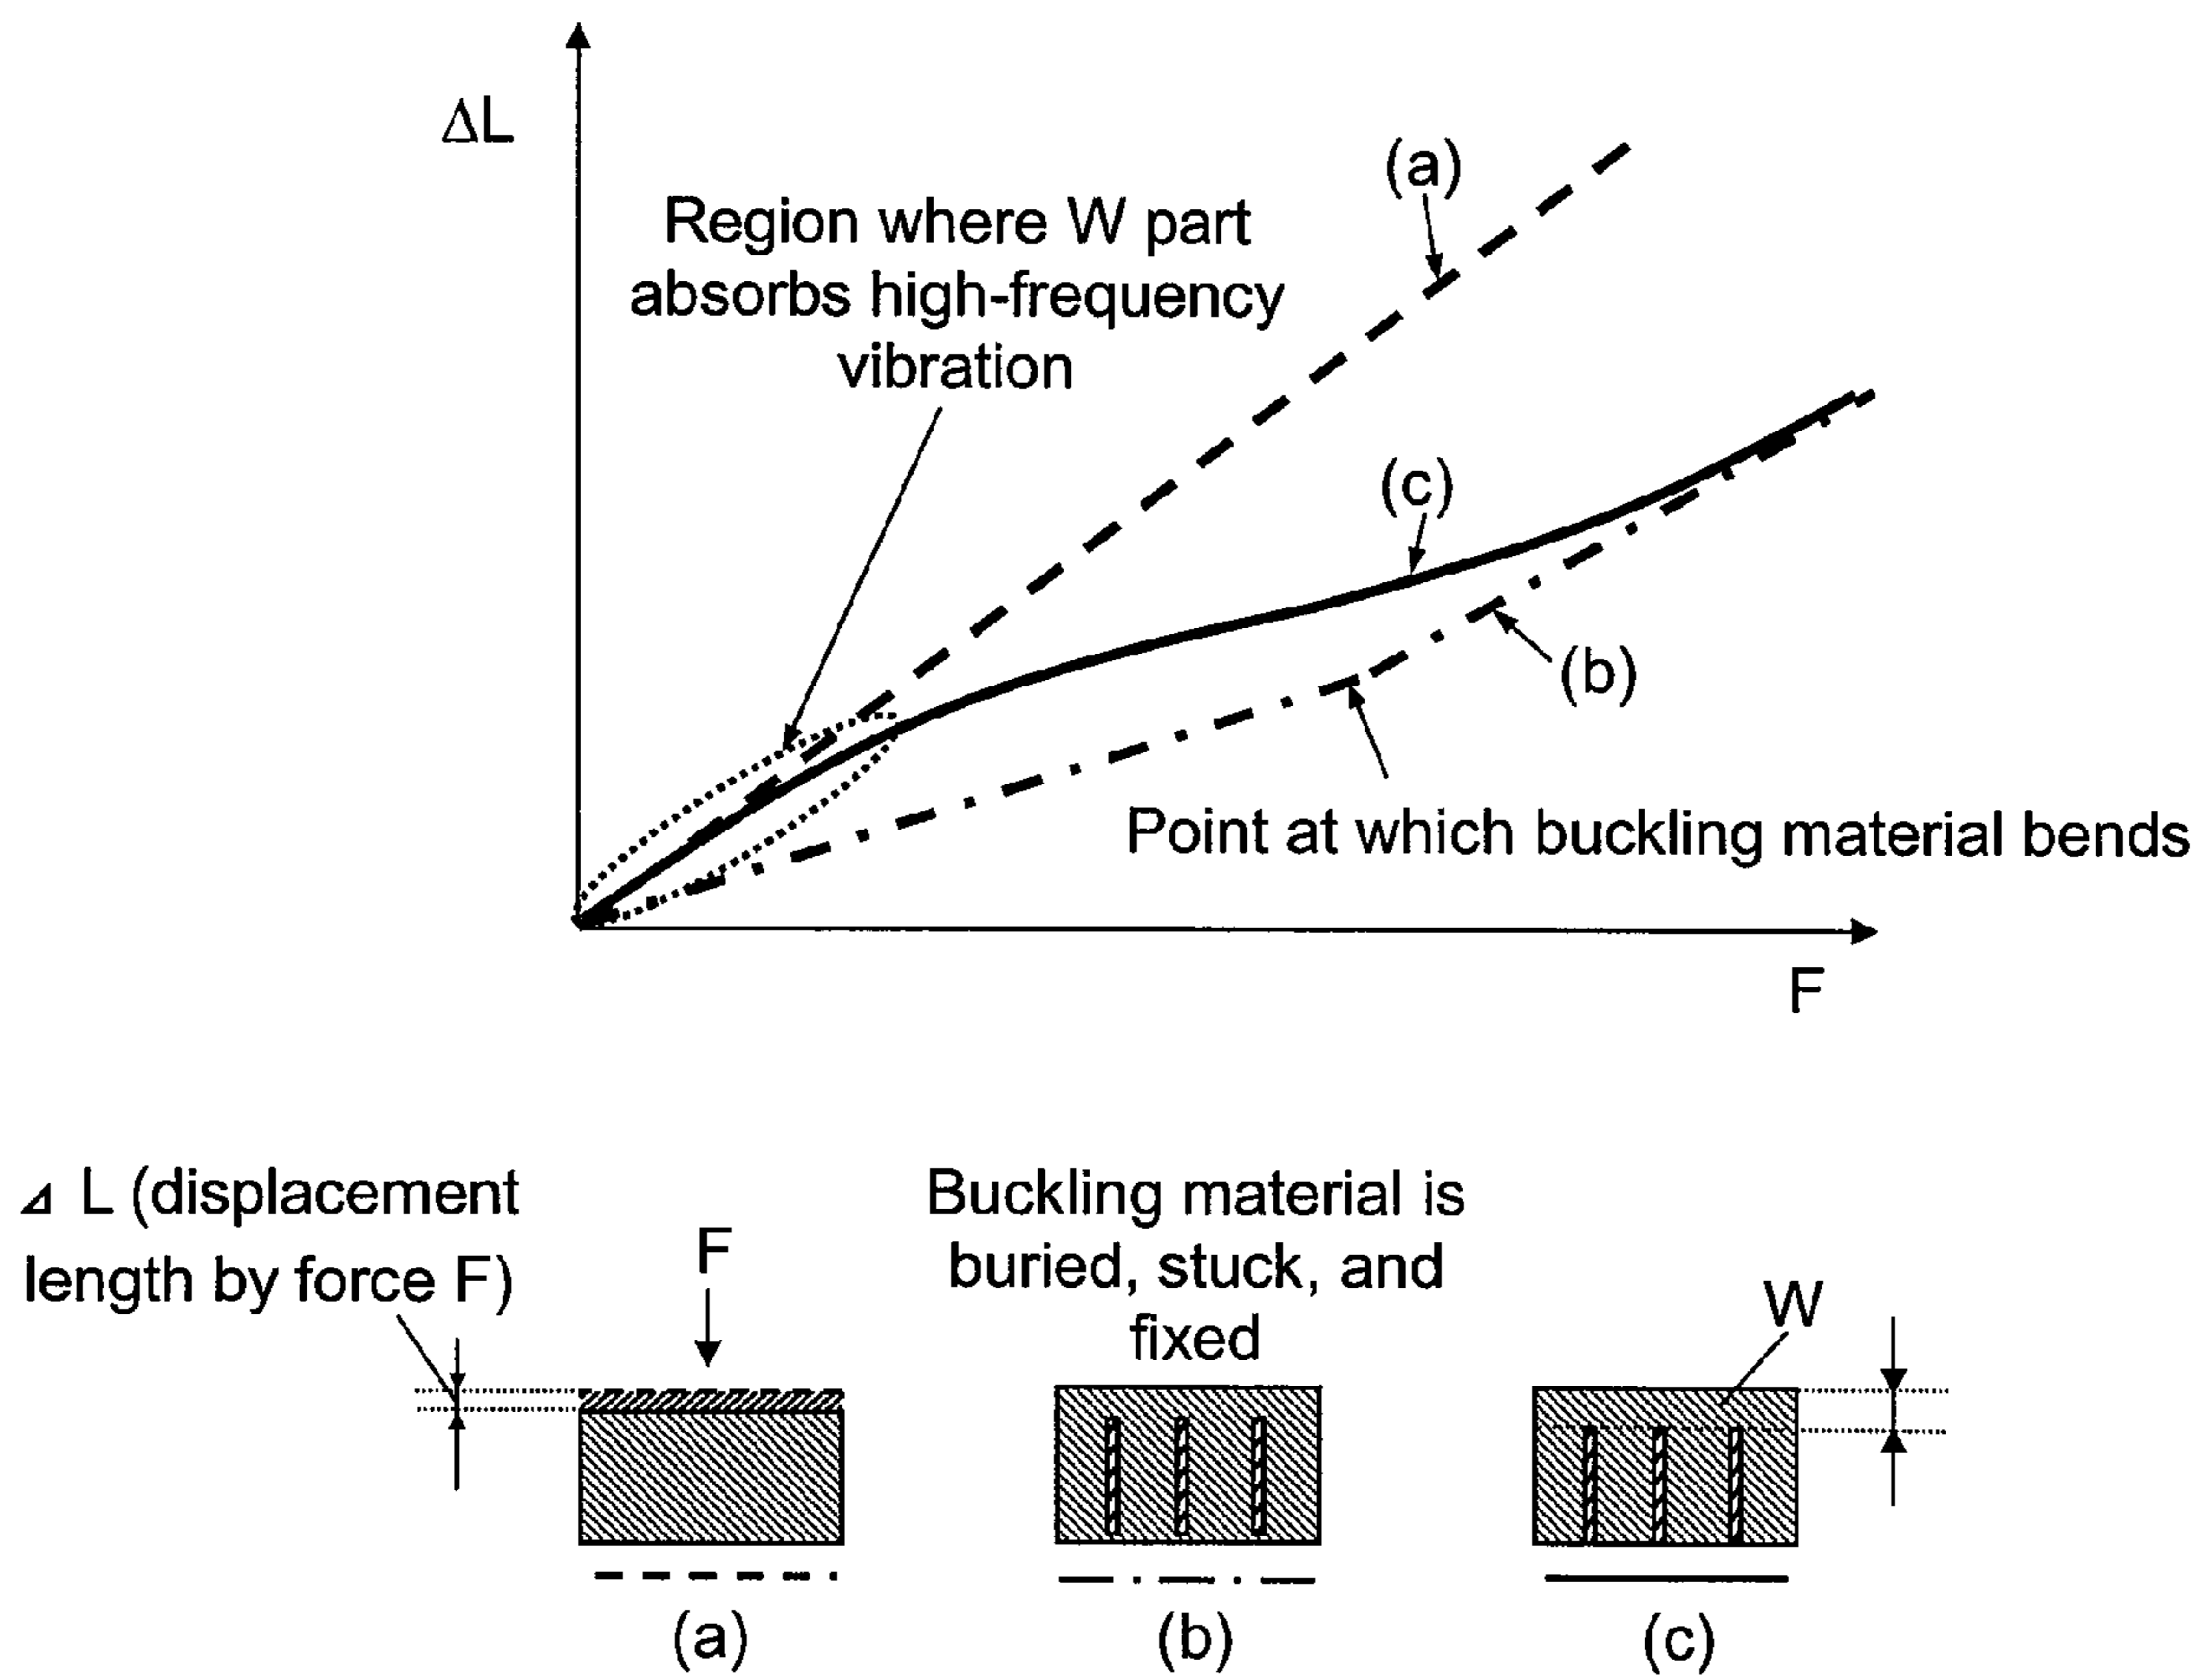 ΔL
(a)
Region where W part
absorbs high-frequency
vibration
(c)
(b)
Point at which buckling material bends
F
⊿ L (displacement
length by force F)
F
Buckling material is
buried, stuck, and
fixed
W
(a)
(b)
(c)